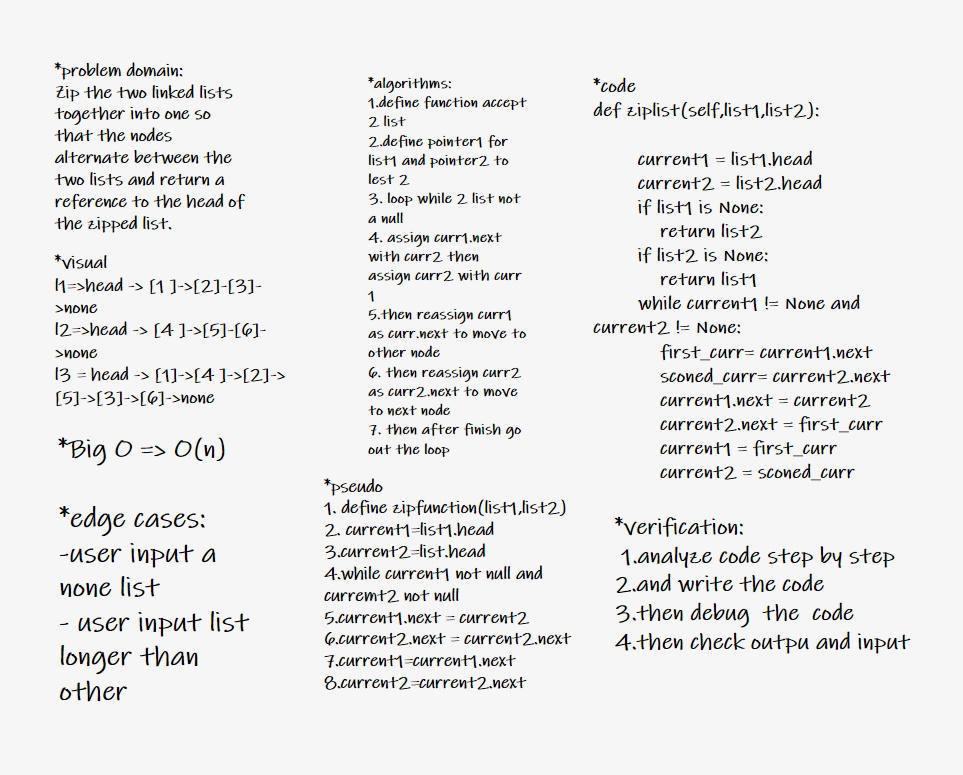 *problem domain:
Zip the two linked lists
together into one so
that the nodes
alternate between the
two lists and return a
reference to the head of
the zipped list.
*visual
l1=>head -> [1 ]->[2]-[3]-
>none
l2=>head -> [4 ]->[5]-[6]-
>none
l3 = head -> [1]->[4 ]->[2]->
[5]->[3]->[6]->none
*Big O => O(n)
*edge cases:
-user input a
none list
- user input list
longer than
other
*algorithms:
1.define function accept
2 list
2.define pointer1 for
list1 and pointer2 to
lest 2
3. loop while 2 list not
a null
4. assign curr1.next
with curr2 then
assign curr2 with curr
1
5.then reassign curr1
as curr.next to move to
other node
6. then reassign curr2
as curr2.next to move
to next node
7. then after finish go
out the loop
*pseudo
1. define zipfunction(list1,list2)
2. current1=list1.head
3.current2=list.head
4.while current1 not null and
curremt2 not null
5.current1.next = current2
6.current2.next = current2.next
7.current1=current1.next
8.current2=current2.next
*code
def ziplist(self,list1,list2):
current1 = list1.head
current2 = list2.head
if list1 is None:
return list2
if list2 is None:
return list1
while current1 != None and
current2 != None:
first_curr= current1.next
sconed_curr= current2.next
current1.next = current2
current2.next = first_curr
current1 = first_curr
current2 = sconed_curr
*verification:
1.analyze code step by step
2.and write the code
3.then debug the code
4.then check outpu and input